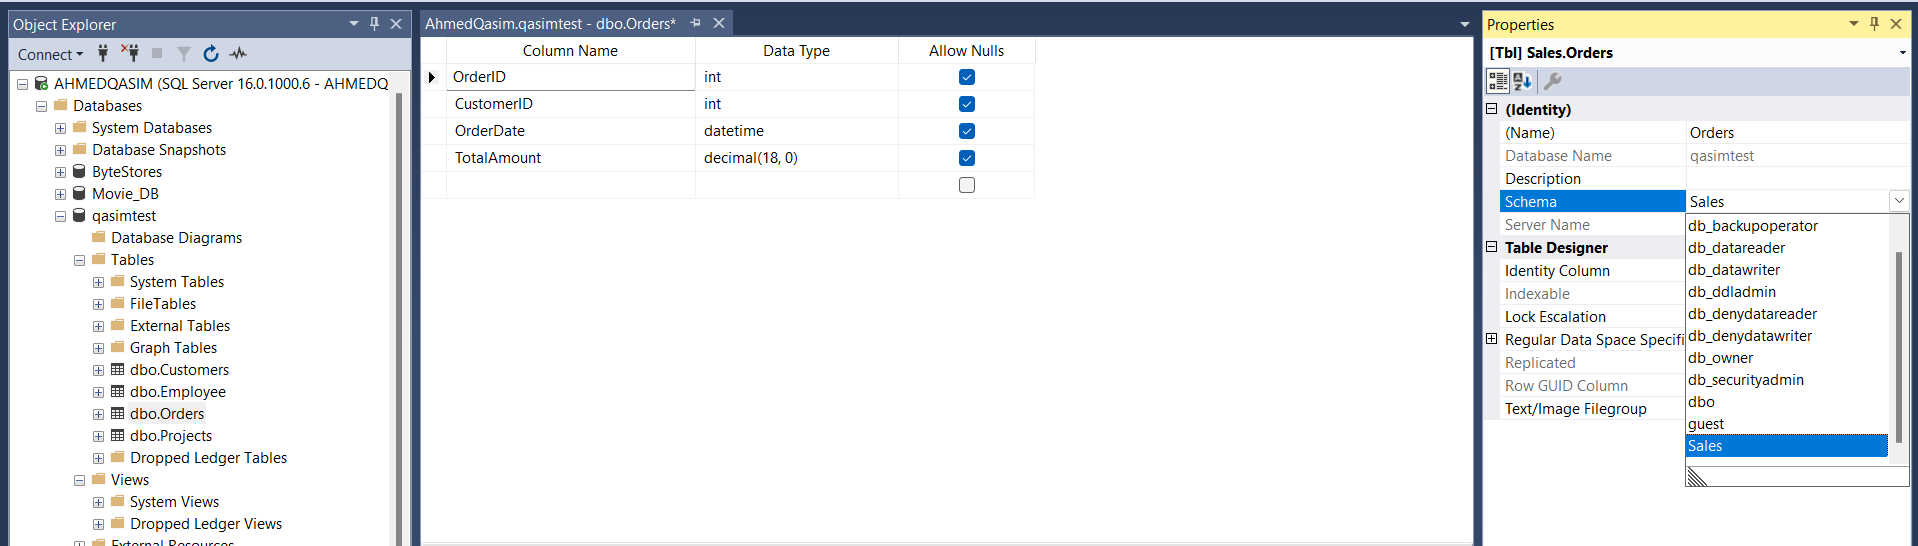 Object Explorer
Connect
AHMEDQASIM (SQL Server 16.0.1000.6 - AHMEDQ
Databases
System Databases
Database Snapshots
ByteStores
Movie_DB
qasimtest
Database Diagrams
Tables
System Tables
FileTables
External Tables
Graph Tables
dbo.Customers
dbo.Employee
dbo.Orders
dbo.Projects
Dropped Ledger Tables
Views
System Views
Dropped Ledger Views
External Resources
AhmedQasim.qasimtest - dbo.Orders*
Column Name Data Type Allow Nulls
OrderID int
CustomerID int
OrderDate datetime
TotalAmount decimal(18, 0)
Properties
[Tbl] Sales.Orders
(Identity)
(Name) Orders
Database Name qasimtest
Description
Schema Sales
Server Name
Table Designer
Identity Column
Indexable
Lock Escalation
Regular Data Space Specifi
Replicated
Row GUID Column
Text/Image Filegroup
db_backupoperator
db_datareader
db_datawriter
db_ddladmin
db_denydatareader
db_denydatawriter
db_owner
db_securityadmin
dbo
guest
Sales